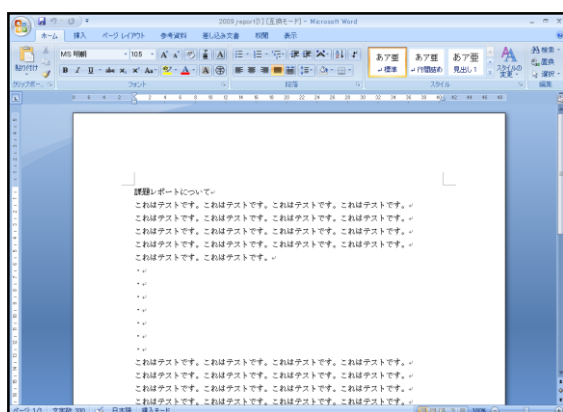 2009 report[1] [互換モード] - Microsoft Word
ホーム 挿入 ページ レイアウト 参考資料 差し込み文書 校閲 表示
MS 明朝 10.5
貼り付け
標準 行間詰め 見出し 1 スタイルの変更
検索
置換
選択
フォント 段落 スタイル 編集
課題レポートについて
これはテストです。これはテストです。これはテストです。これはテストです。
これはテストです。これはテストです。これはテストです。これはテストです。
これはテストです。これはテストです。これはテストです。これはテストです。
これはテストです。これはテストです。これはテストです。これはテストです。
これはテストです。これはテストです。
これはテストです。これはテストです。これはテストです。これはテストです。
これはテストです。これはテストです。これはテストです。これはテストです。
これはテストです。これはテストです。これはテストです。これはテストです。
これはテストです。これはテストです。これはテストです。これはテストです。
日本語 挿入モード 100%